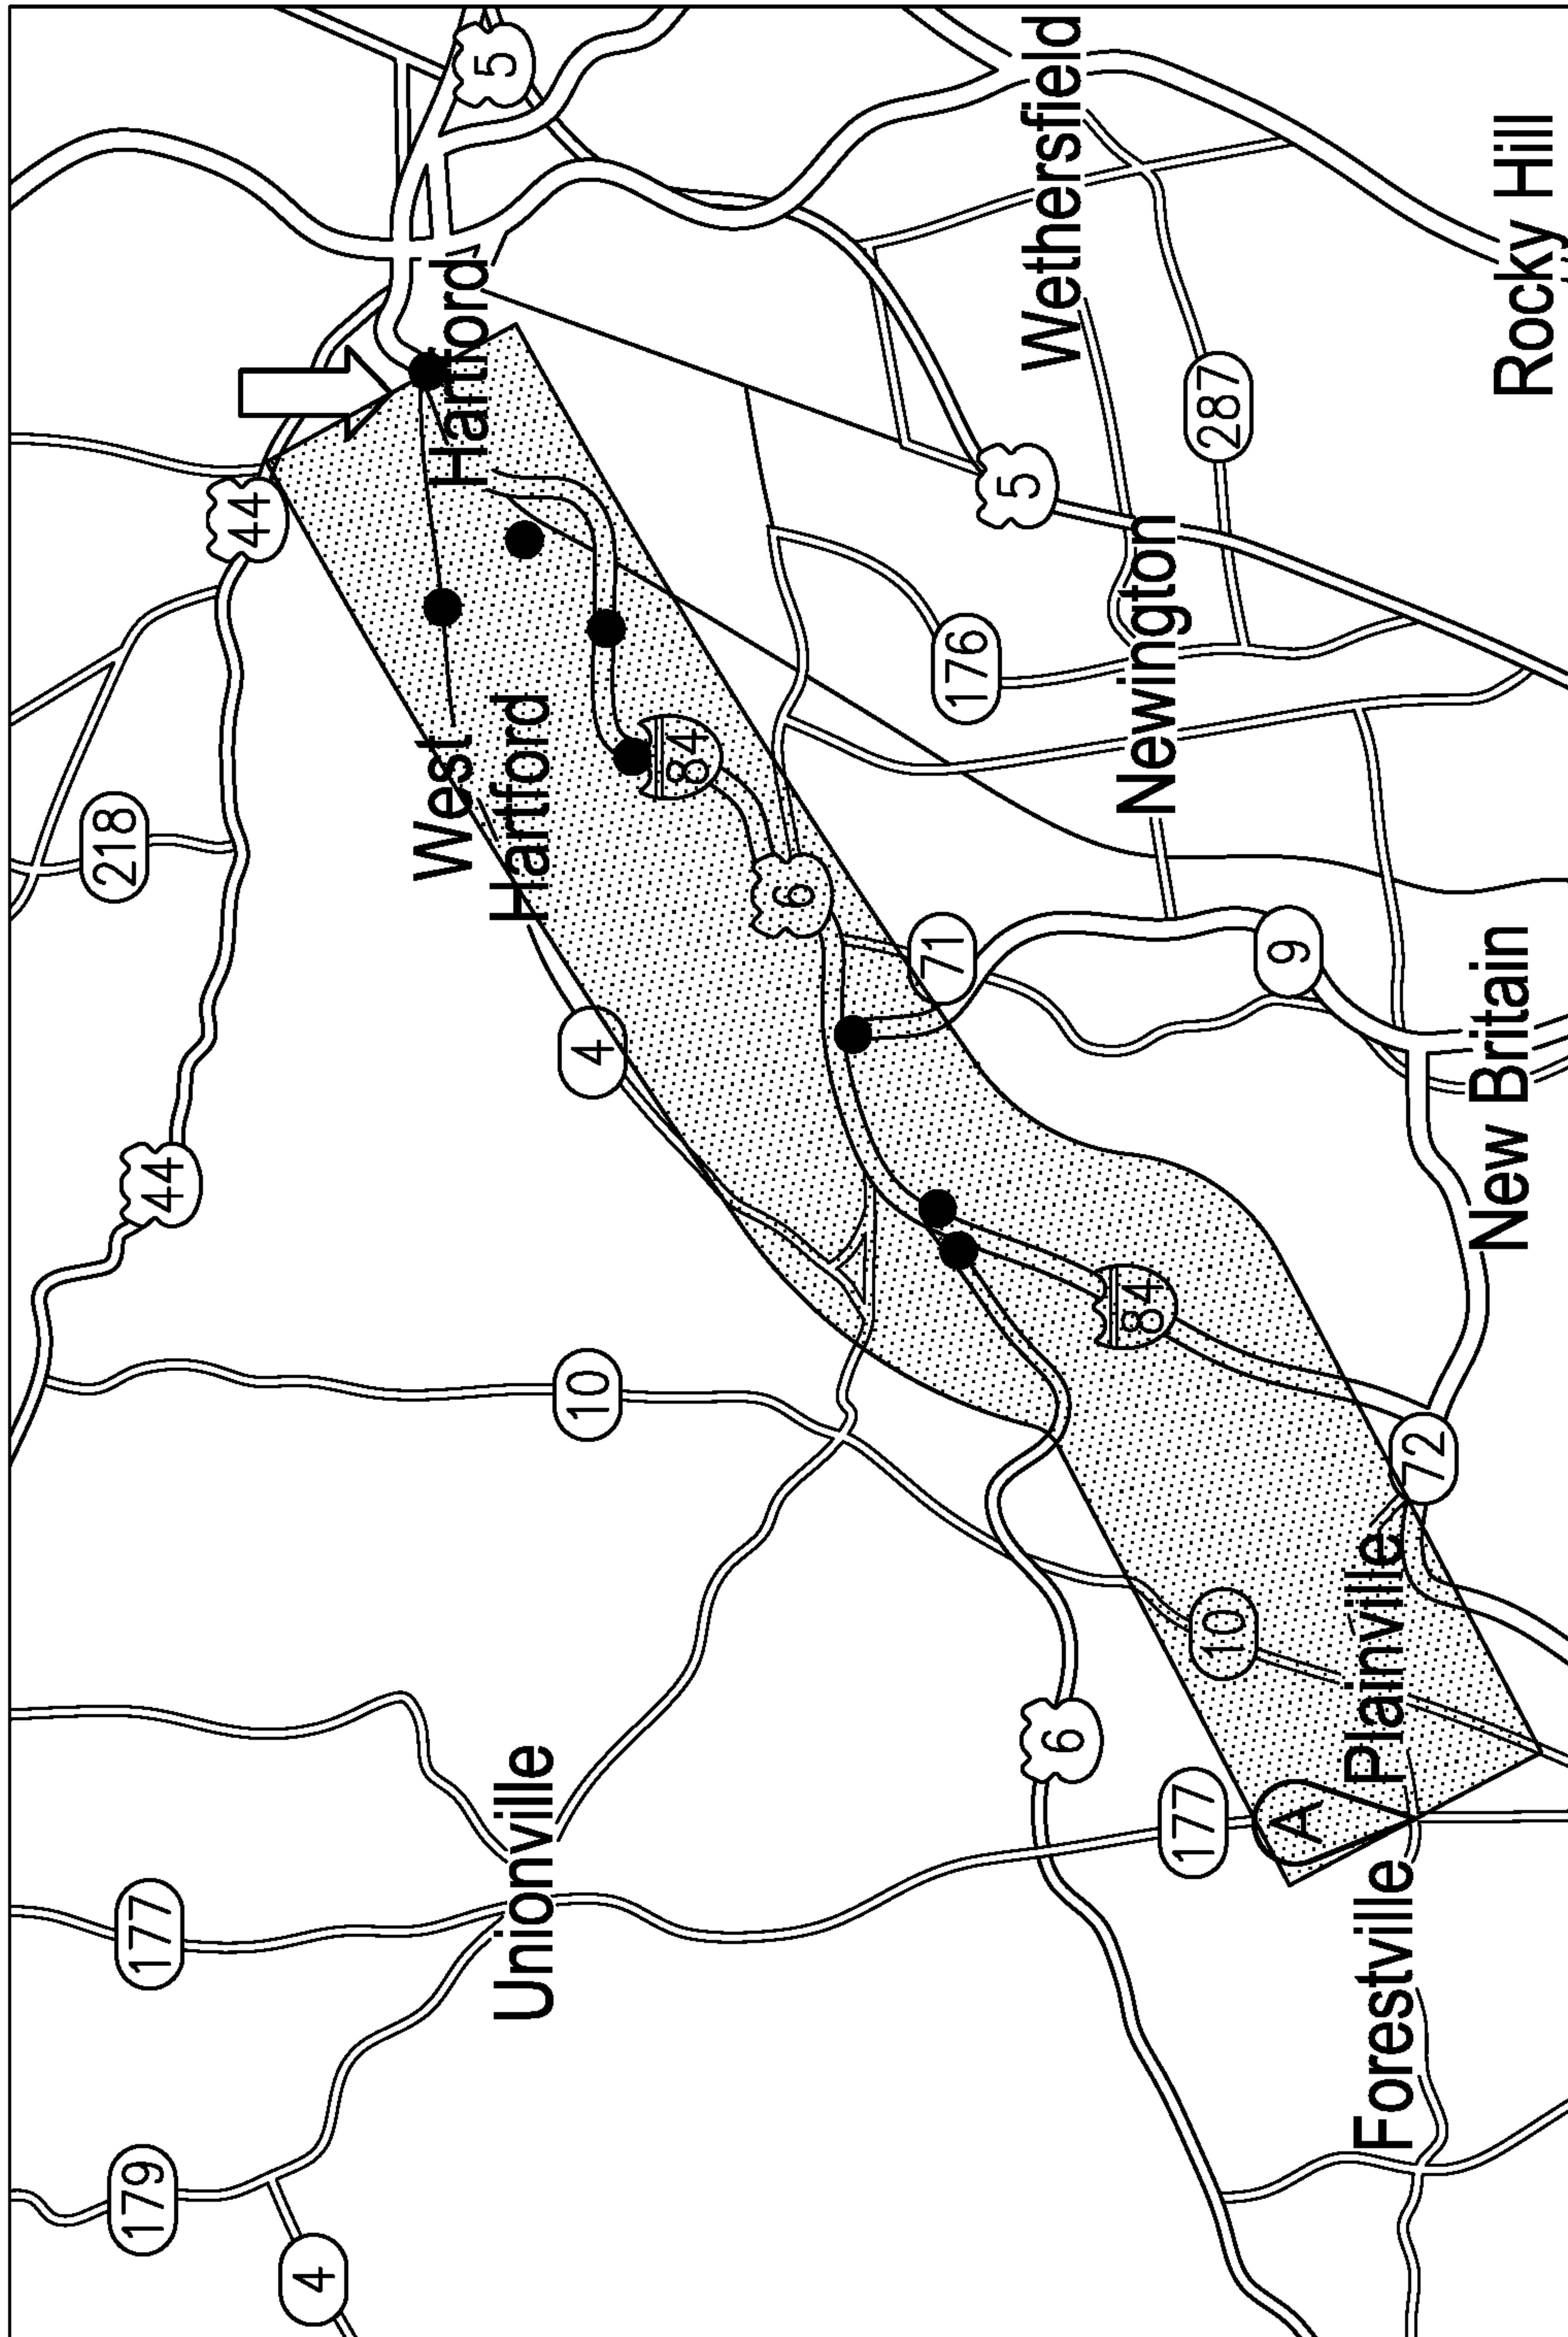 179
177
44
218
44
5
4
Unionville
10
4
West
Hartford
Hartford
6
177
10
84
6
71
84
176
5
Wethersfield
A
Forestville
Plainville
72
9
Newington
287
New Britain
Rocky Hill